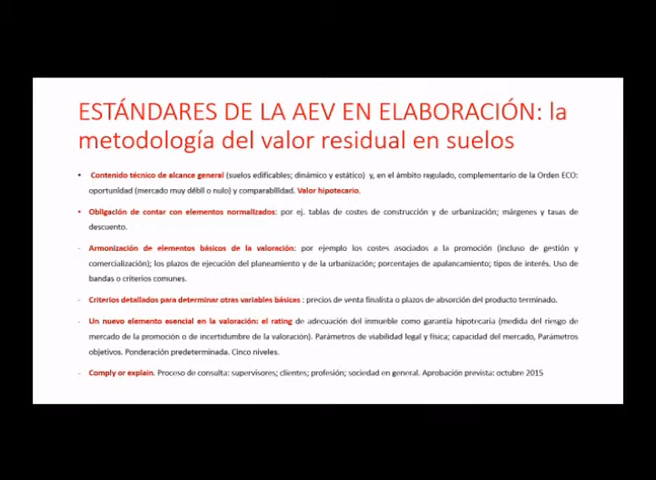 ESTÁNDARES DE LA AEV EN ELABORACIÓN: la
metodología del valor residual en suelos
• Contenido técnico de alcance general (suelos edificables; dinámico y estático) y, en el ámbito regulado, complementario de la Orden ECO:
oportunidad (mercado muy débil o nulo) y comparabilidad. Valor hipotecario.
• Obligación de contar con elementos normalizados: por ej. tablas de costes de construcción y de urbanización; márgenes y tasas de
descuento.
- Armonización de elementos básicos de la valoración: por ejemplo los costes asociados a la promoción (incluso de gestión y
comercialización); los plazos de ejecución del planeamiento y de la urbanización; porcentajes de apalancamiento; tipos de interés. Uso de
bandas o criterios comunes.
- Criterios detallados para determinar otras variables básicas : precios de venta finalista o plazos de absorción del producto terminado.
- Un nuevo elemento esencial en la valoración: el rating de adecuación del inmueble como garantía hipotecaria (medida del riesgo de
mercado de la promoción o de incertidumbre de la valoración). Parámetros de viabilidad legal y física; capacidad del mercado, Parámetros
objetivos. Ponderación predeterminada. Cinco niveles.
- Comply or explain. Proceso de consulta: supervisores; clientes; profesión; sociedad en general. Aprobación prevista: octubre 2015